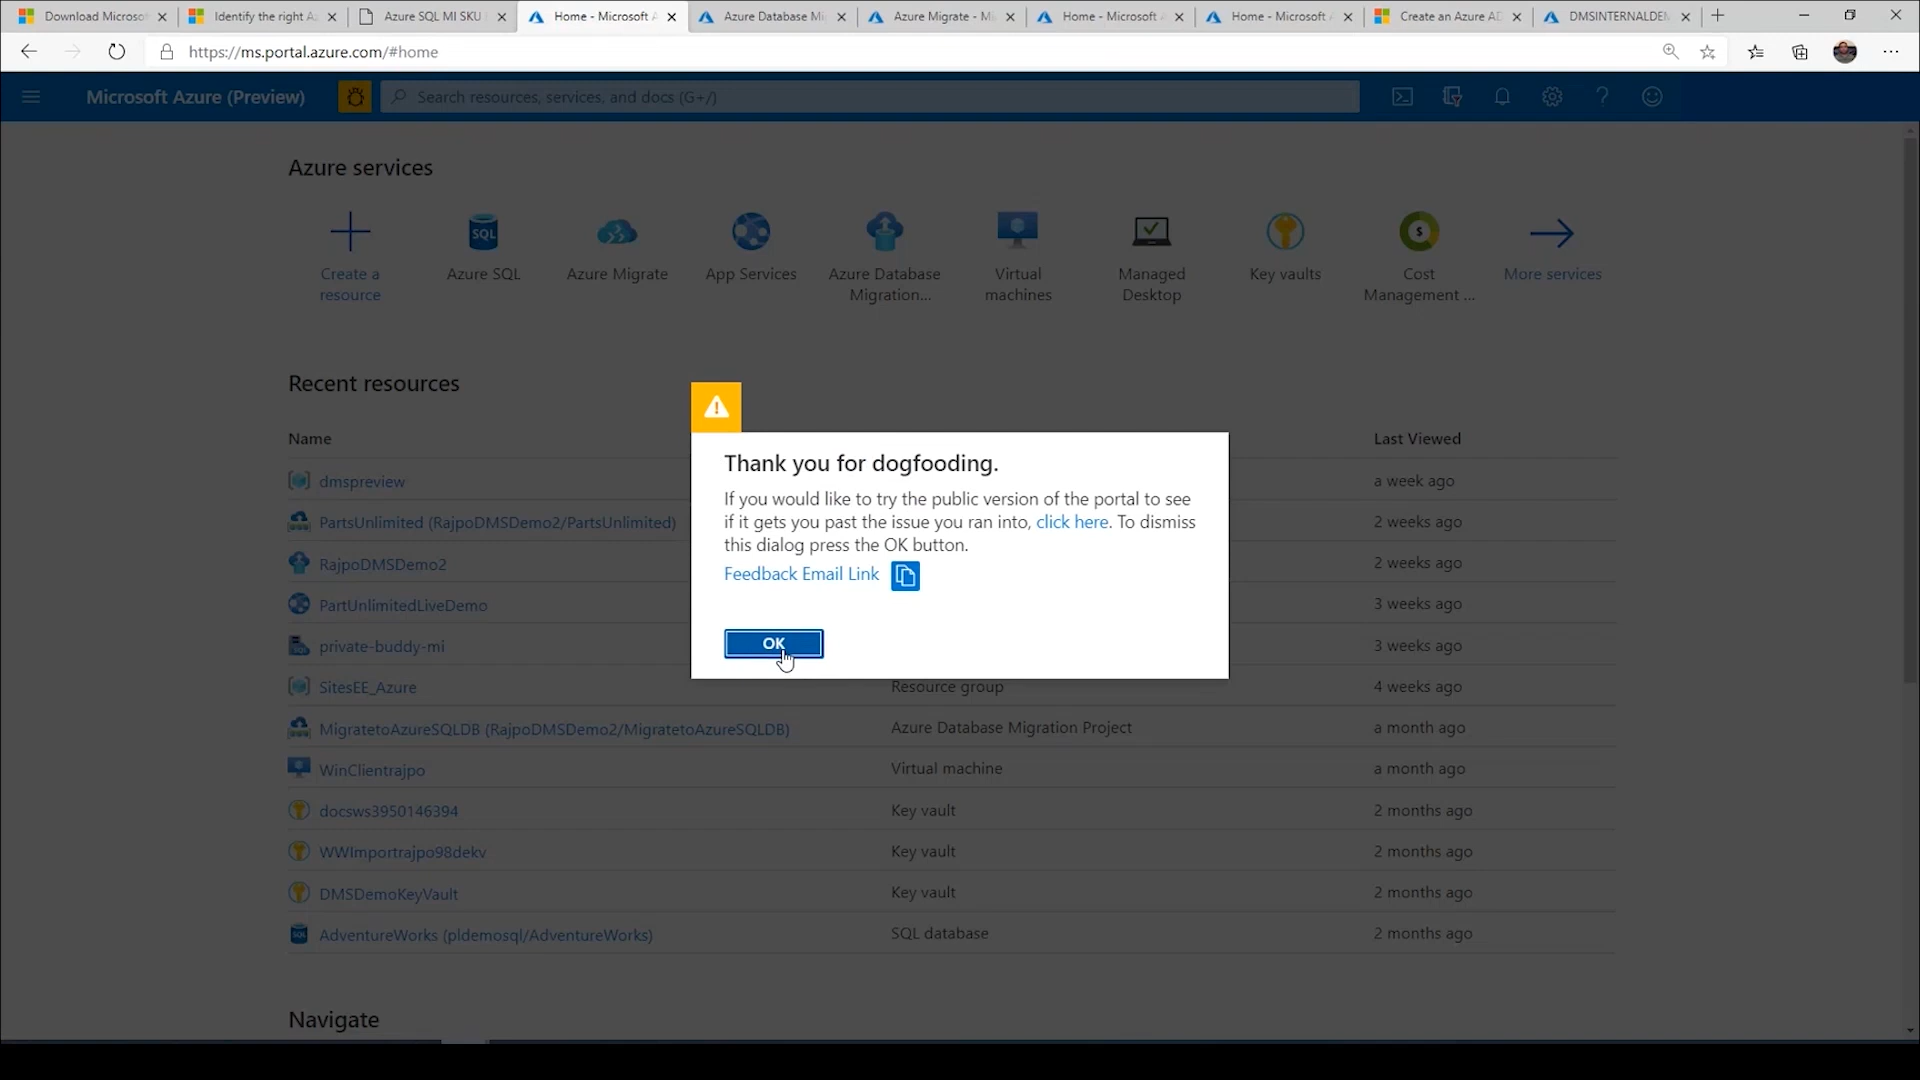 Download Microso
Identify the right A
Azure SQL MI SKU
Home - Microsoft A
Azure Database Mi
Azure Migrate - Mi
Home - Microsoft A
Home - Microsoft A
Create an Azure AD
DMSINTERNALDEM
https://ms.portal.azure.com/#home
Microsoft Azure (Preview)
Search resources, services, and docs (G+/)
Azure services
Create a
resource
SQL
Azure SQL
Azure Migrate
App Services
Azure Database
Migration...
Virtual
machines
Managed
Desktop
Key vaults
Cost
Management ...
More services
Recent resources
Name
Last Viewed
dmspreview
a week ago
PartsUnlimited (RajpoDMSDemo2/PartsUnlimited)
2 weeks ago
RajpoDMSDemo2
2 weeks ago
PartUnlimitedLiveDemo
3 weeks ago
private-buddy-mi
3 weeks ago
SitesEE_Azure
Resource group
4 weeks ago
MigratetoAzureSQLDB (RajpoDMSDemo2/MigratetoAzureSQLDB)
Azure Database Migration Project
a month ago
WinClientrajpo
Virtual machine
a month ago
docsws3950146394
Key vault
2 months ago
WWImportrajpo98dekv
Key vault
2 months ago
DMSDemoKeyVault
Key vault
2 months ago
AdventureWorks (pldemosql/AdventureWorks)
SQL database
2 months ago
Navigate
Thank you for dogfooding.
If you would like to try the public version of the portal to see
if it gets you past the issue you ran into, click here. To dismiss
this dialog press the OK button.
Feedback Email Link
OK